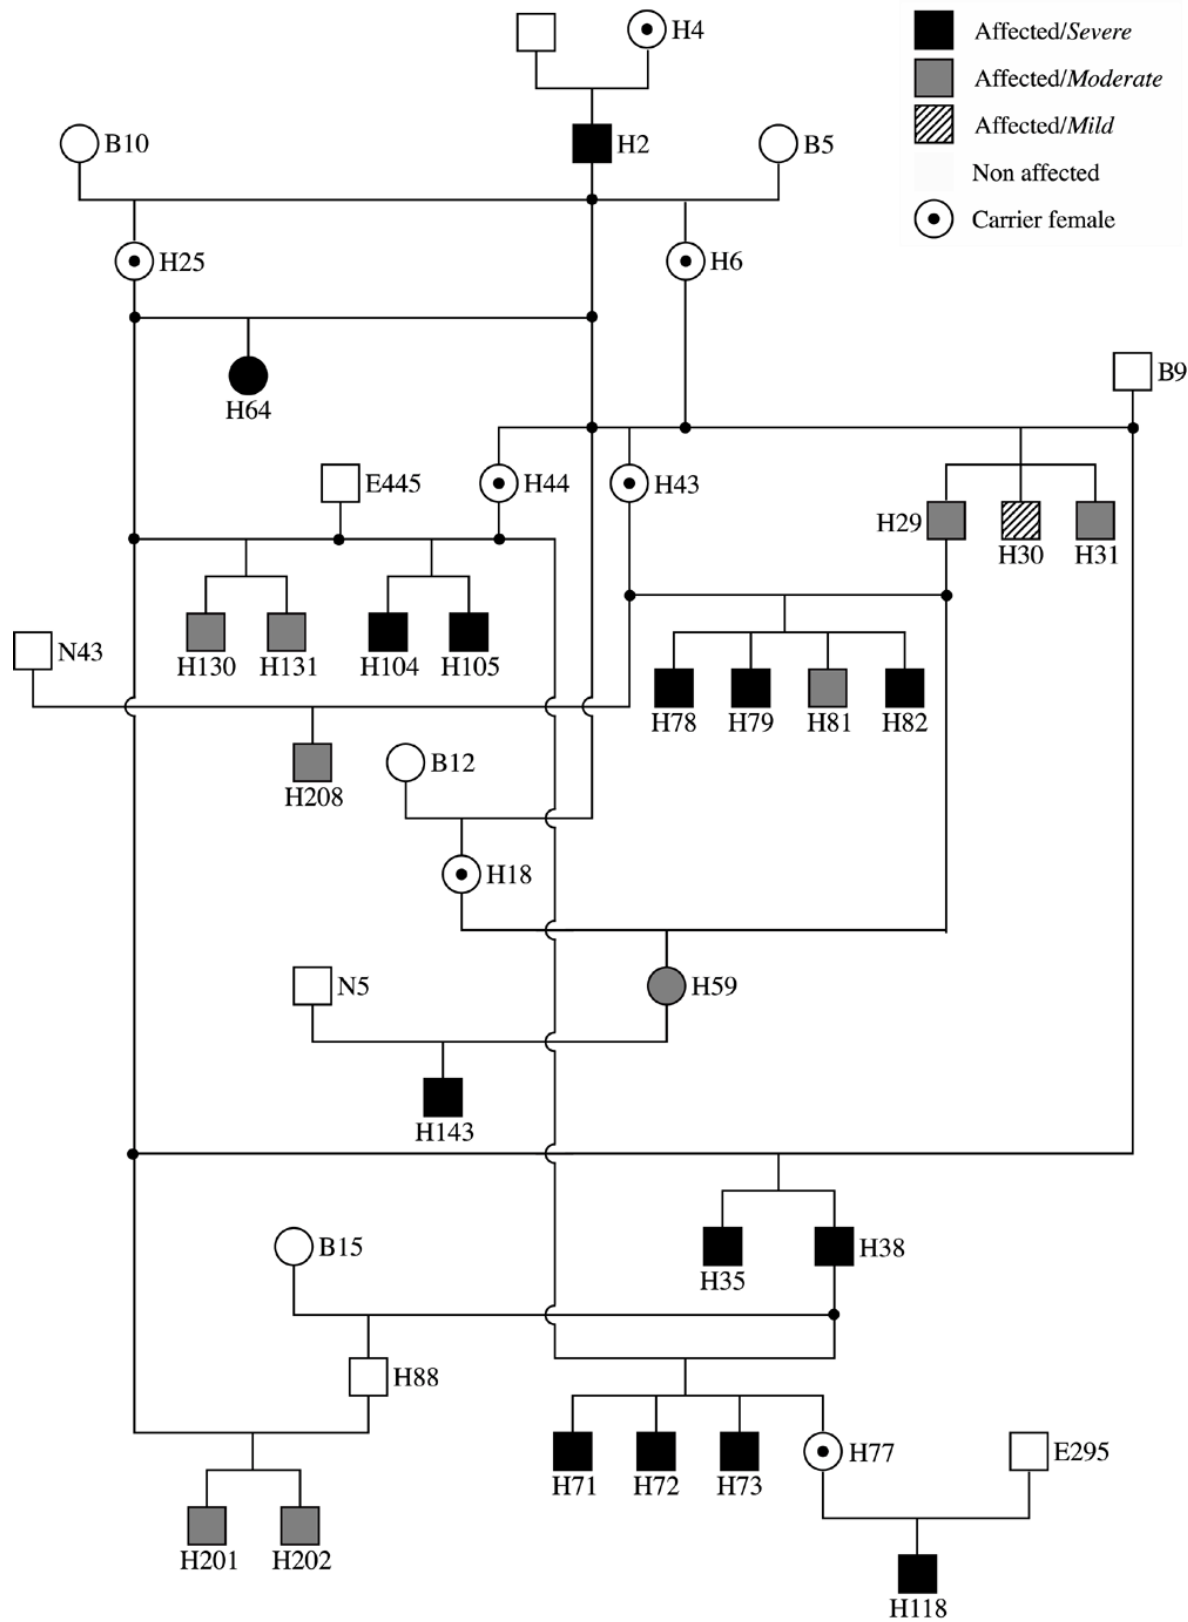 H4
Affected/Severe
Affected/Moderate
Affected/Mild
Non affected
Carrier female
B10
H2
B5
H25
H6
H64
B9
E445
H44
H43
H29
H30
H31
H130
H131
H104
H105
N43
H78
H79
H81
H82
H208
B12
H18
N5
H59
H143
B15
H35
H38
H88
H71
H72
H73
H77
E295
H201
H202
H118